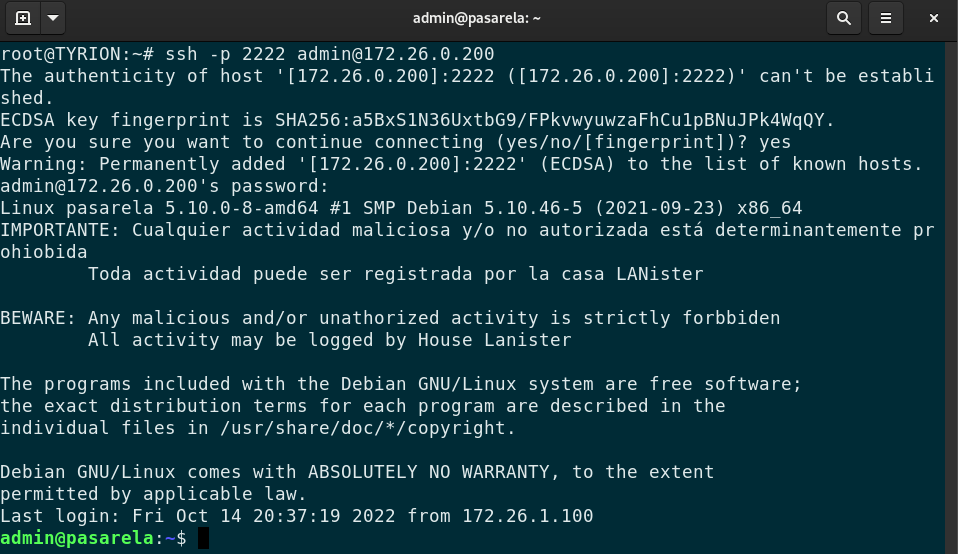 admin@pasarela: ~
root@TYRION:~# ssh -p 2222 admin@172.26.0.200
The authenticity of host '[172.26.0.200]:2222 ([172.26.0.200]:2222)' can't be establi
shed.
ECDSA key fingerprint is SHA256:a5BxS1N36UxtbG9/FPkvwyuwzaFhCu1pBNuJPk4WqQY.
Are you sure you want to continue connecting (yes/no/[fingerprint])? yes
Warning: Permanently added '[172.26.0.200]:2222' (ECDSA) to the list of known hosts.
admin@172.26.0.200's password:
Linux pasarela 5.10.0-8-amd64 #1 SMP Debian 5.10.46-5 (2021-09-23) x86_64
IMPORTANTE: Cualquier actividad maliciosa y/o no autorizada está determinantemente pr
ohiobida
        Toda actividad puede ser registrada por la casa LANister

BEWARE: Any malicious and/or unathorized activity is strictly forbbiden
        All activity may be logged by House Lanister

The programs included with the Debian GNU/Linux system are free software;
the exact distribution terms for each program are described in the
individual files in /usr/share/doc/*/copyright.

Debian GNU/Linux comes with ABSOLUTELY NO WARRANTY, to the extent
permitted by applicable law.
Last login: Fri Oct 14 20:37:19 2022 from 172.26.1.100
admin@pasarela:~$